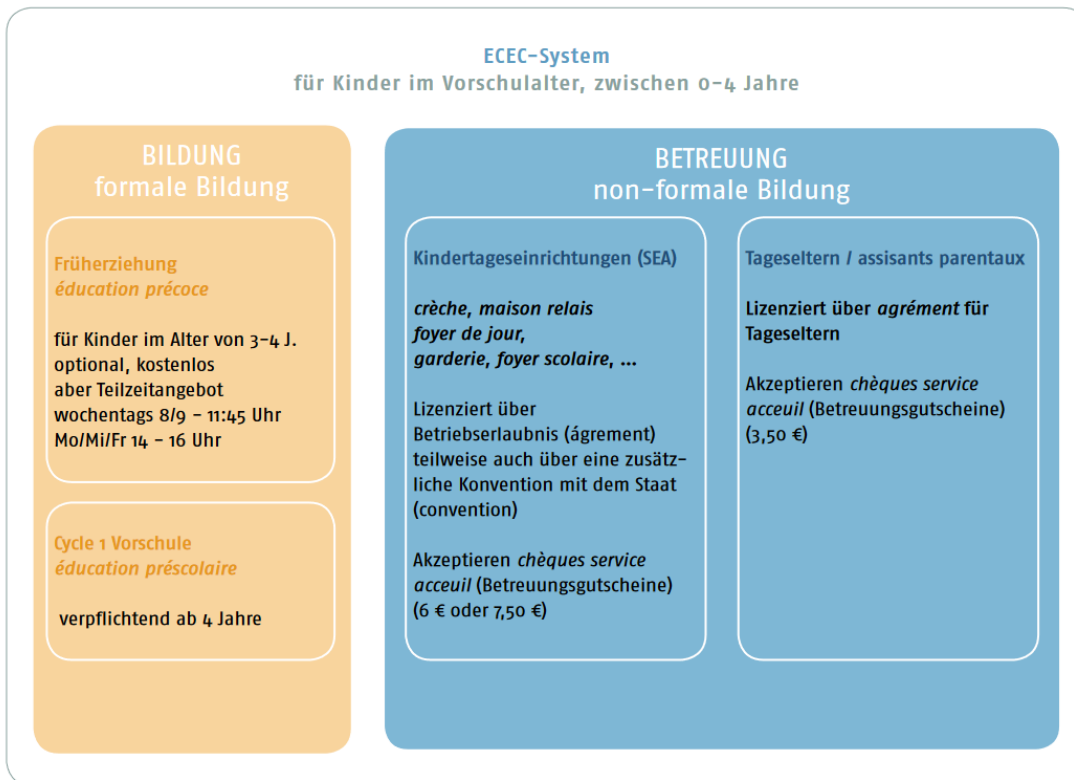 ECEC-System
für Kinder im Vorschulalter, zwischen 0-4 Jahre
BILDUNG
formale Bildung
Früherziehung
éducation précoce
für Kinder im Alter von 3-4 J.
optional, kostenlos
aber Teilzeitangebot
wochentags 8/9 - 11:45 Uhr
Mo/Mi/Fr 14 - 16 Uhr
Cycle 1 Vorschule
éducation préscolaire
verpflichtend ab 4 Jahre
BETREUUNG
non-formale Bildung
Kindertageseinrichtungen (SEA)
crèche, maison relais
foyer de jour,
garderie, foyer scolaire, ...
Lizenziert über
Betriebserlaubnis (ágrement)
teilweise auch über eine zusätz-
liche Konvention mit dem Staat
(convention)
Akzeptieren chèques service
acceuil (Betreuungsgutscheine)
(6 € oder 7,50 €)
Tageseltern / assisants parentaux
Lizenziert über agrément für
Tageseltern
Akzeptieren chèques service
acceuil (Betreuungsgutscheine)
(3,50 €)